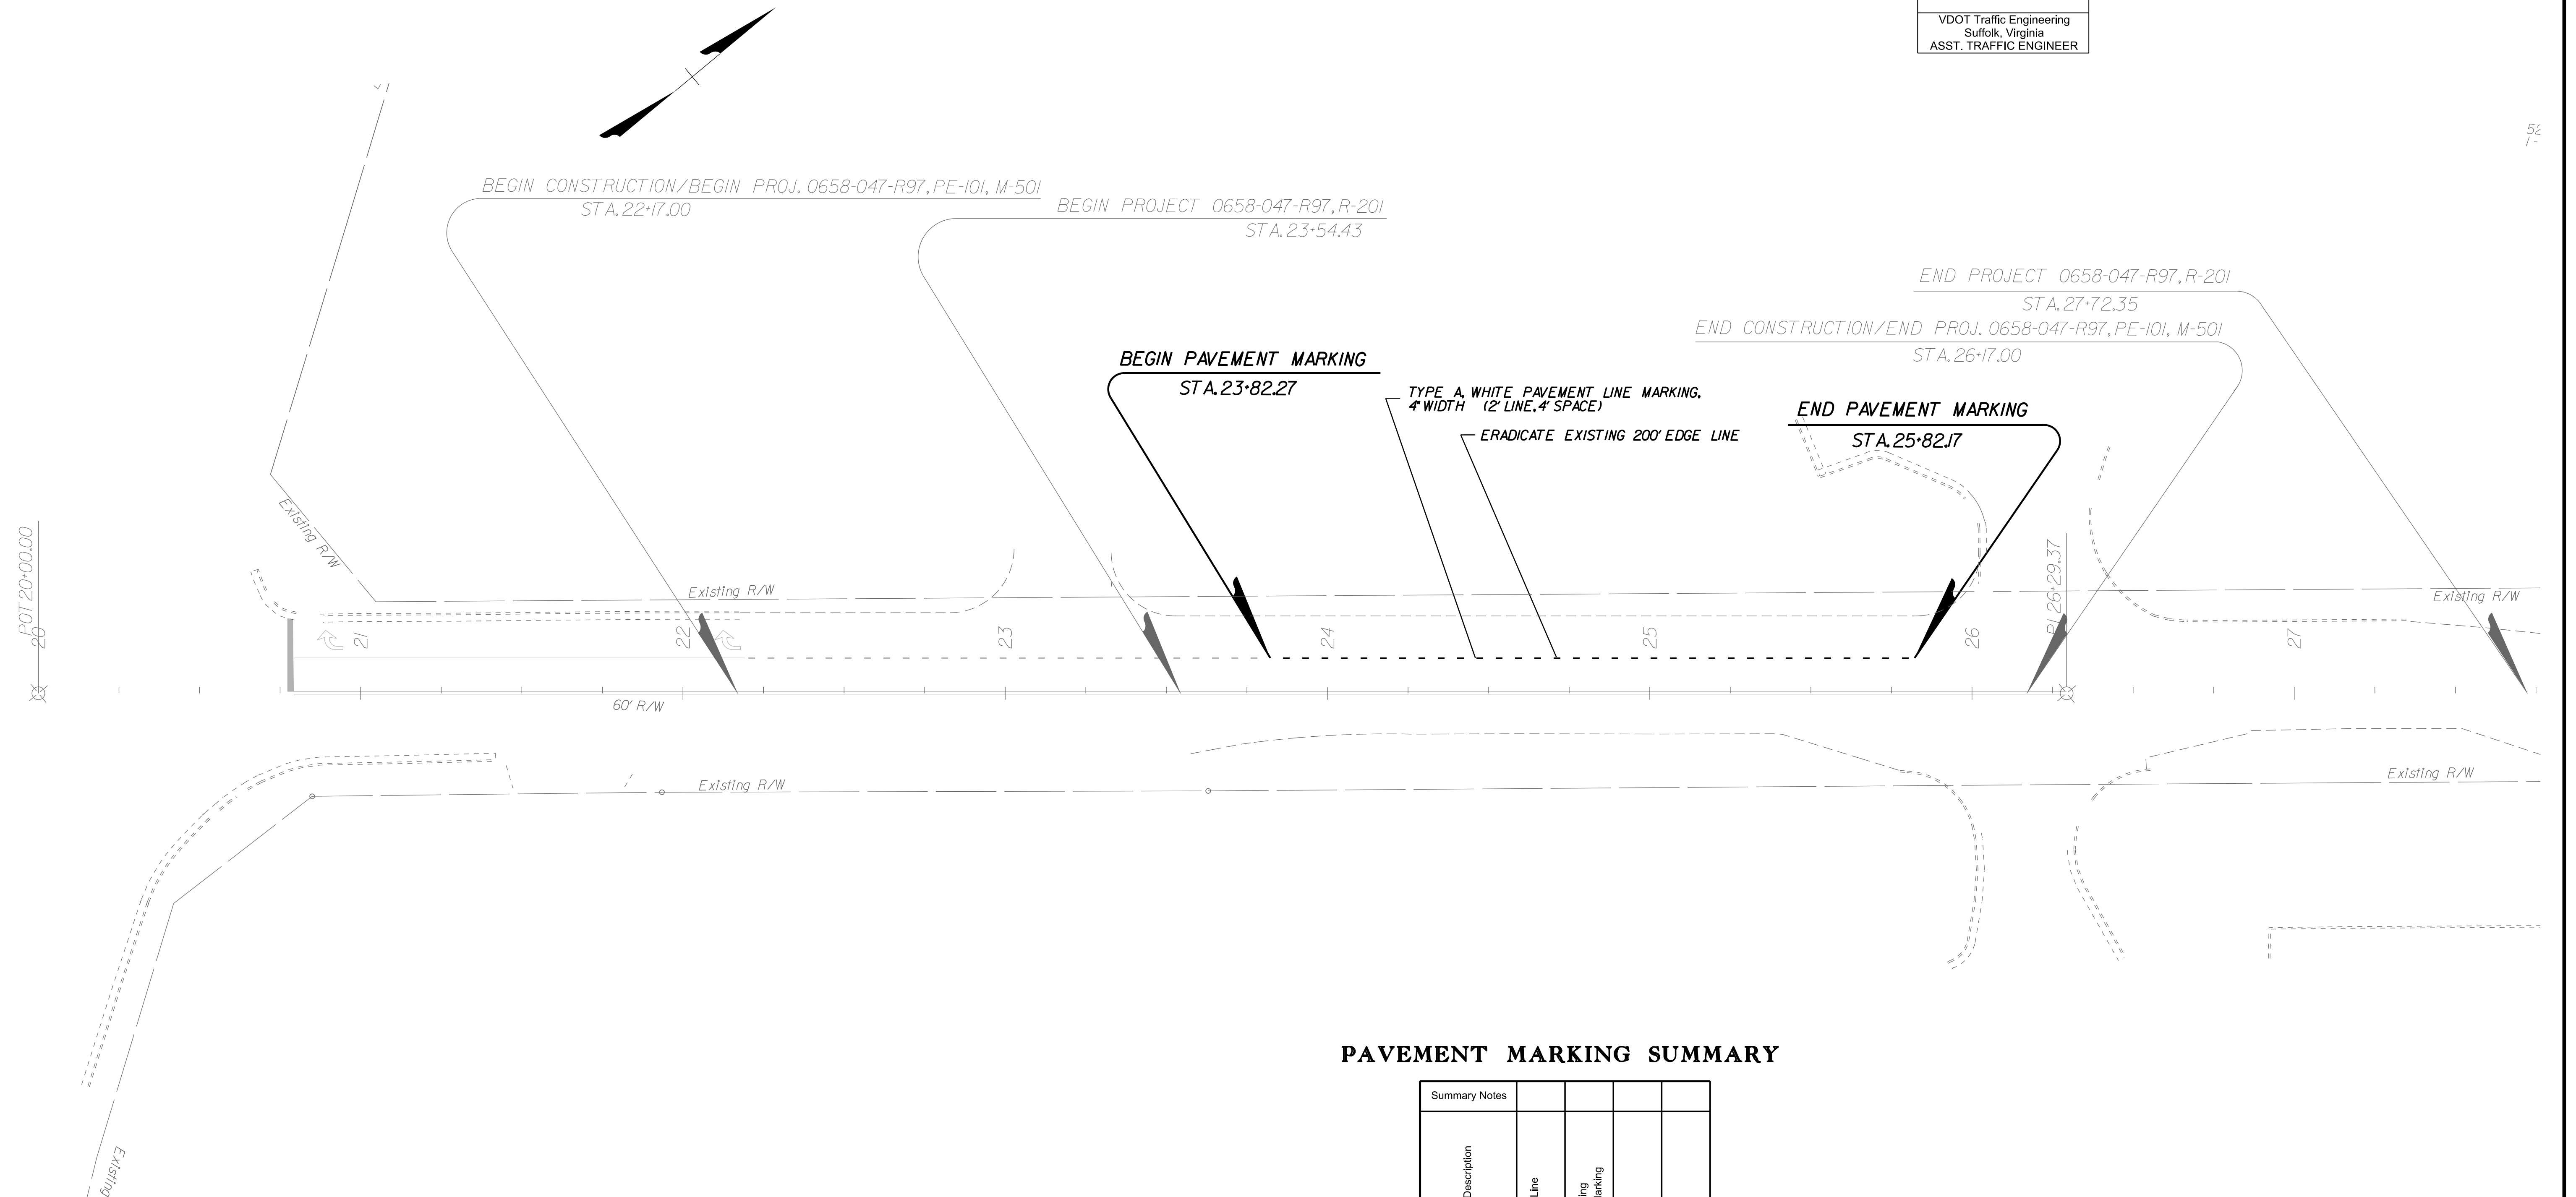 VDOT Traffic Engineering
Suffolk, Virginia
ASST. TRAFFIC ENGINEER
BEGIN CONSTRUCTION/BEGIN PROJ. 0658-047-R97, PE-101, M-501
STA. 22+17.00
BEGIN PROJECT 0658-047-R97, R-201
STA. 23+54.43
END PROJECT 0658-047-R97, R-201
STA. 27+72.35
END CONSTRUCTION/END PROJ. 0658-047-R97, PE-101, M-501
STA. 26+17.00
BEGIN PAVEMENT MARKING
STA. 23+82.27
TYPE A, WHITE PAVEMENT LINE MARKING,
4" WIDTH (2' LINE, 4' SPACE)
ERADICATE EXISTING 200' EDGE LINE
END PAVEMENT MARKING
STA. 25+82.17
POT 20+00.00
Existing R/W
Existing R/W
PI 26+29.37
Existing R/W
20
21
22
23
24
25
26
27
60' R/W
Existing R/W
Existing R/W
Existing
PAVEMENT MARKING SUMMARY
Summary Notes
Description
Line